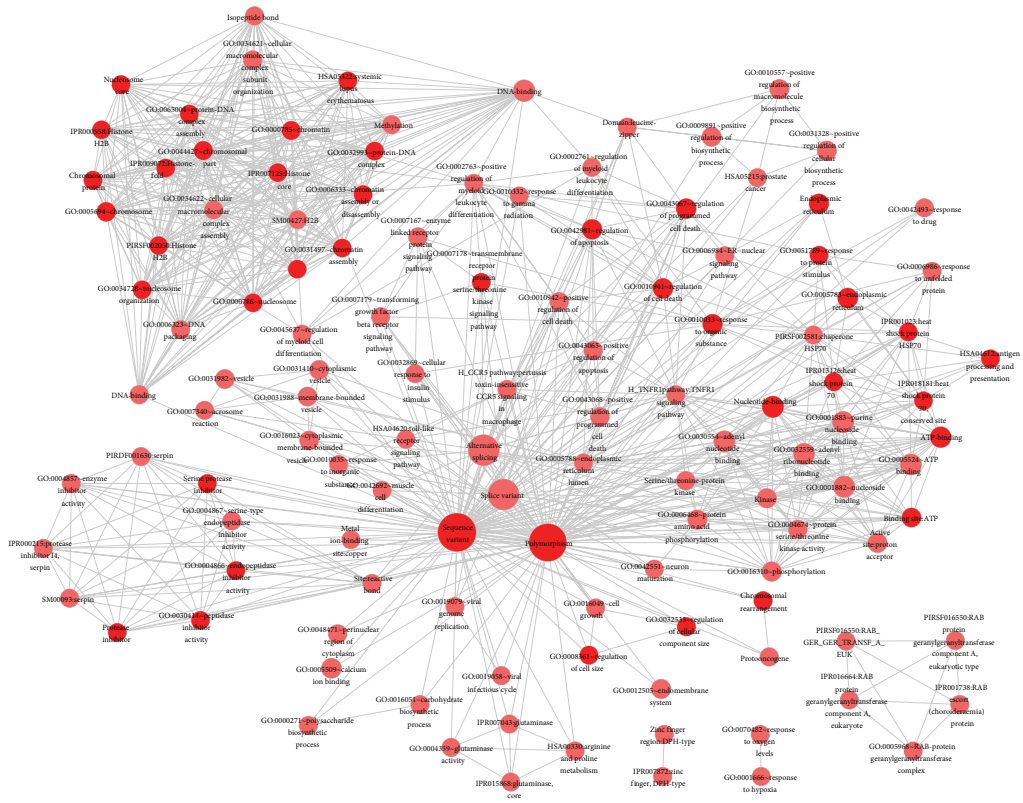 Isopeptide bond
GO:0034621~cellular
macromolecular
complex
subunit
organization
Nucleosome
core
HSA05322:systemic
lupus
erythematosus
DNA-binding
GO:0065004~protein-DNA
complex
assembly
IPR000558:Histone
H2B
GO:0000785~chromatin
Methylation
GO:0044427~chromosomal
part
GO:0032993~protein-DNA
complex
IPR009072:Histone-
fold
Chromosomal
protein
IPR007125:Histone
core
GO:0006333~chromatin
assembly or
disassembly
GO:0005694~chromosome
GO:0034622~cellular
macromolecular
complex
assembly
SM00427:H2B
PIRSF002050:Histone
H2B
GO:0031497~chromatin
assembly
GO:0034728~nucleosome
organization
GO:0000786~nucleosome
GO:0006323~DNA
packaging
DNA-binding
GO:0010557~positive
regulation of
macromolecule
biosynthetic
process
Domain:leucine-
zipper
GO:0009891~positive
regulation of
biosynthetic
process
GO:0031328~positive
regulation of
cellular
biosynthetic
process
HSA05215:prostate
cancer
GO:0002763~positive
regulation of
myeloid
leukocyte
differentiation
GO:0002761~regulation
of myeloid
leukocyte
differentiation
GO:0010332~response
to gamma
radiation
GO:0043067~regulation
of programmed
cell death
Endoplasmic
reticulum
GO:0042493~response
to drug
GO:0007167~enzyme
linked receptor
protein
signaling
pathway
GO:0042981~regulation
of apoptosis
GO:0007178~transmembrane
receptor
protein
serine/threonine
kinase
signaling
pathway
GO:0006984~ER-nuclear
signaling
pathway
GO:0051789~response
to protein
stimulus
GO:0006986~response
to unfolded
protein
GO:0010941~regulation
of cell death
GO:0005783~endoplasmic
reticulum
GO:0007179~transforming
growth factor
beta receptor
signaling
pathway
GO:0010942~positive
regulation of
cell death
GO:0010033~response
to organic
substance
GO:0045637~regulation
of myeloid cell
differentiation
PIRSF002581:chaperone
HSP70
IPR001023:heat
shock protein
HSP70
GO:0043065~positive
regulation of
apoptosis
HSA04612:antigen
processing and
presentation
GO:0031982~vesicle
GO:0031410~cytoplasmic
vesicle
GO:0032869~cellular
response to
insulin
stimulus
H_CCR5 pathway:pertussis
toxin-insensitive
CCR5 signaling
in
macrophage
H_TNFR1pathway:TNFR1
signaling
pathway
IPR013126:heat
shock protein
70
IPR018181:heat
shock protein
70,
conserved site
GO:0031988~membrane-bounded
vesicle
GO:0007340~acrosome
reaction
GO:0043068~positive
regulation of
programmed
cell
death
Nucleotide-binding
GO:0001883~purine
nucleoside
binding
ATP-binding
GO:0016023~cytoplasmic
membrane-bounded
vesicle
HSA04620:toll-like
receptor
signaling
pathway
Alternative
splicing
GO:0030554~adenyl
nucleotide
binding
GO:0032559~adenyl
ribonucleotide
binding
GO:0005524~ATP
binding
GO:0010035~response
to inorganic
substance
GO:0005788~endoplasmic
reticulum
lumen
GO:0042692~muscle
cell
differentiation
Serine/threonine-protein
kinase
GO:0001882~nucleoside
binding
Splice variant
Kinase
PIRDF001630:serpin
GO:0004857~enzyme
inhibitor
activity
Serine protease
inhibitor
GO:0004867~serine-type
endopeptidase
inhibitor
activity
Metal
ion-binding
site:copper
Sequence
variant
Polymorphism
GO:0006468~protein
amino acid
phosphorylation
GO:0004674~protein
serine/threonine
kinase activity
Binding site:ATP
Active
site:proton
acceptor
IPR000215:protease
inhibitor I4,
serpin
GO:0004866~endopeptidase
inhibitor
activity
Site:reactive
bond
GO:0042551~neuron
maturation
GO:0016310~phosphorylation
SM00093:serpin
Protease
inhibitor
GO:0030414~peptidase
inhibitor
activity
GO:0019079~viral
genome
replication
GO:0016049~cell
growth
Chromosomal
rearrangement
GO:0048471~perinuclear
region of
cytoplasm
GO:0032535~regulation
of cellular
component size
GO:0005509~calcium
ion binding
GO:0008361~regulation
of cell size
Protooncogene
GO:0019058~viral
infectious cycle
GO:0012505~endomembrane
system
GO:0016051~carbohydrate
biosynthetic
process
GO:0000271~polysaccharide
biosynthetic
process
IPR007043:glutaminase
GO:0004359~glutaminase
activity
HSA00330:arginine
and proline
metabolism
IPR015868:glutaminase,
core
Zinc finger
region:DPH-type
IPR007872:zinc
finger, DPH-type
GO:0070482~response
to oxygen
levels
GO:0001666~response
to hypoxia
PIRSF016550:RAB_
GER_GER_TRANSF_A_
EUK
PIRSF016550:RAB
protein
geranylgeranyltransferase
component A,
eukaryotic type
IPR016664:RAB
protein
geranylgeranyltransferase
component A,
eukaryote
IPR001738:RAB
escort
(choroideraemia)
protein
GO:0005968~RAB-protein
geranylgeranyltransferase
complex